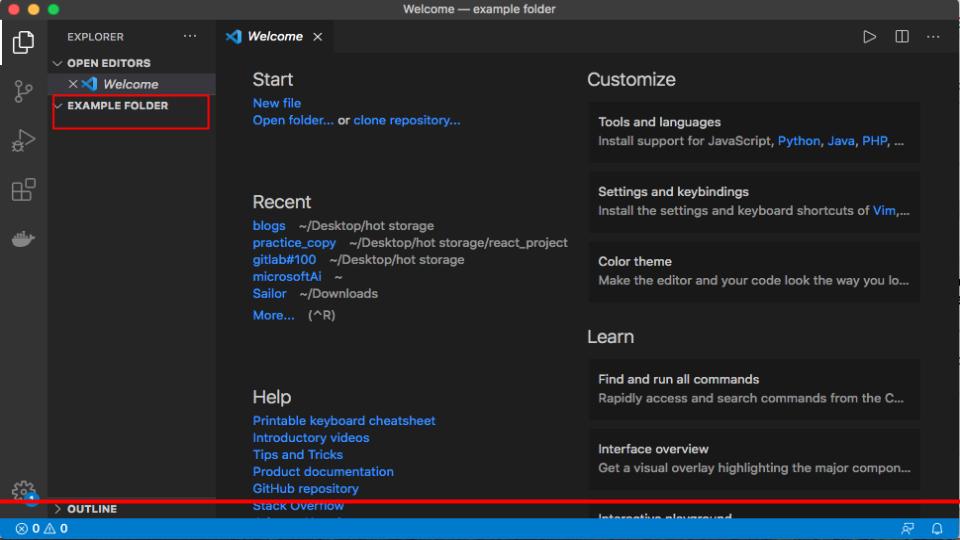 Welcome — example folder
EXPLORER
OPEN EDITORS
Welcome
EXAMPLE FOLDER
OUTLINE
Welcome
Start
New file
Open folder... or clone repository...
Recent
blogs ~/Desktop/hot storage
practice_copy ~/Desktop/hot storage/react_project
gitlab#100 ~/Desktop/hot storage
microsoftAi ~
Sailor ~/Downloads
More... (^R)
Help
Printable keyboard cheatsheet
Introductory videos
Tips and Tricks
Product documentation
GitHub repository
Stack Overflow
Customize
Tools and languages
Install support for JavaScript, Python, Java, PHP, ...
Settings and keybindings
Install the settings and keyboard shortcuts of Vim,...
Color theme
Make the editor and your code look the way you lo...
Learn
Find and run all commands
Rapidly access and search commands from the C...
Interface overview
Get a visual overlay highlighting the major compon...
Interactive playground
0 0